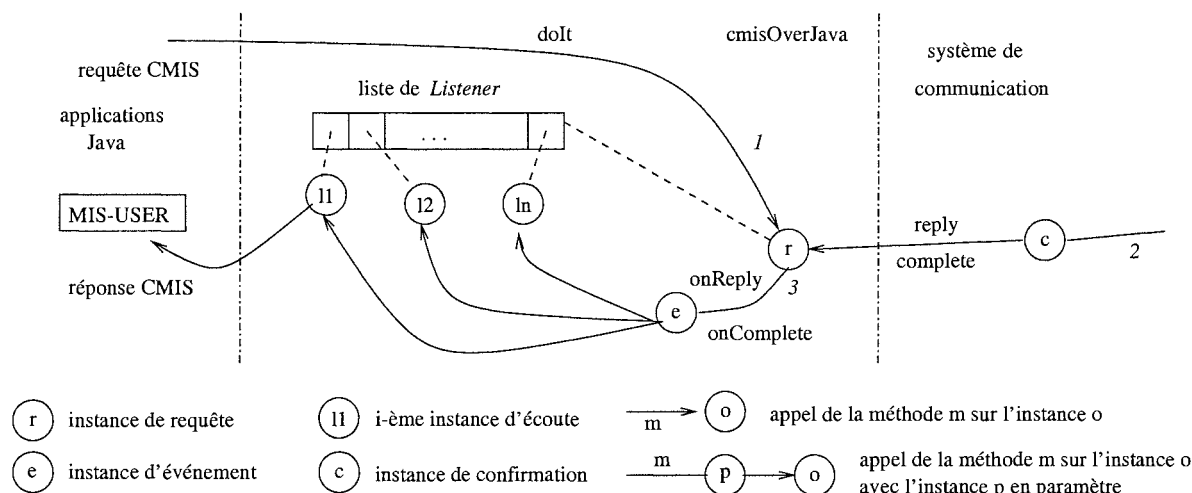 doIt
cmisOverJava
système de
communication
requête CMIS
liste de Listener
applications
Java
...
1
l1
l2
ln
MIS-USER
r
reply
complete
c
2
onReply
3
réponse CMIS
e
onComplete
r instance de requête
l1 i-ème instance d'écoute
m o appel de la méthode m sur l'instance o
e instance d'événement
c instance de confirmation
m p o appel de la méthode m sur l'instance o
avec l'instance p en paramètre